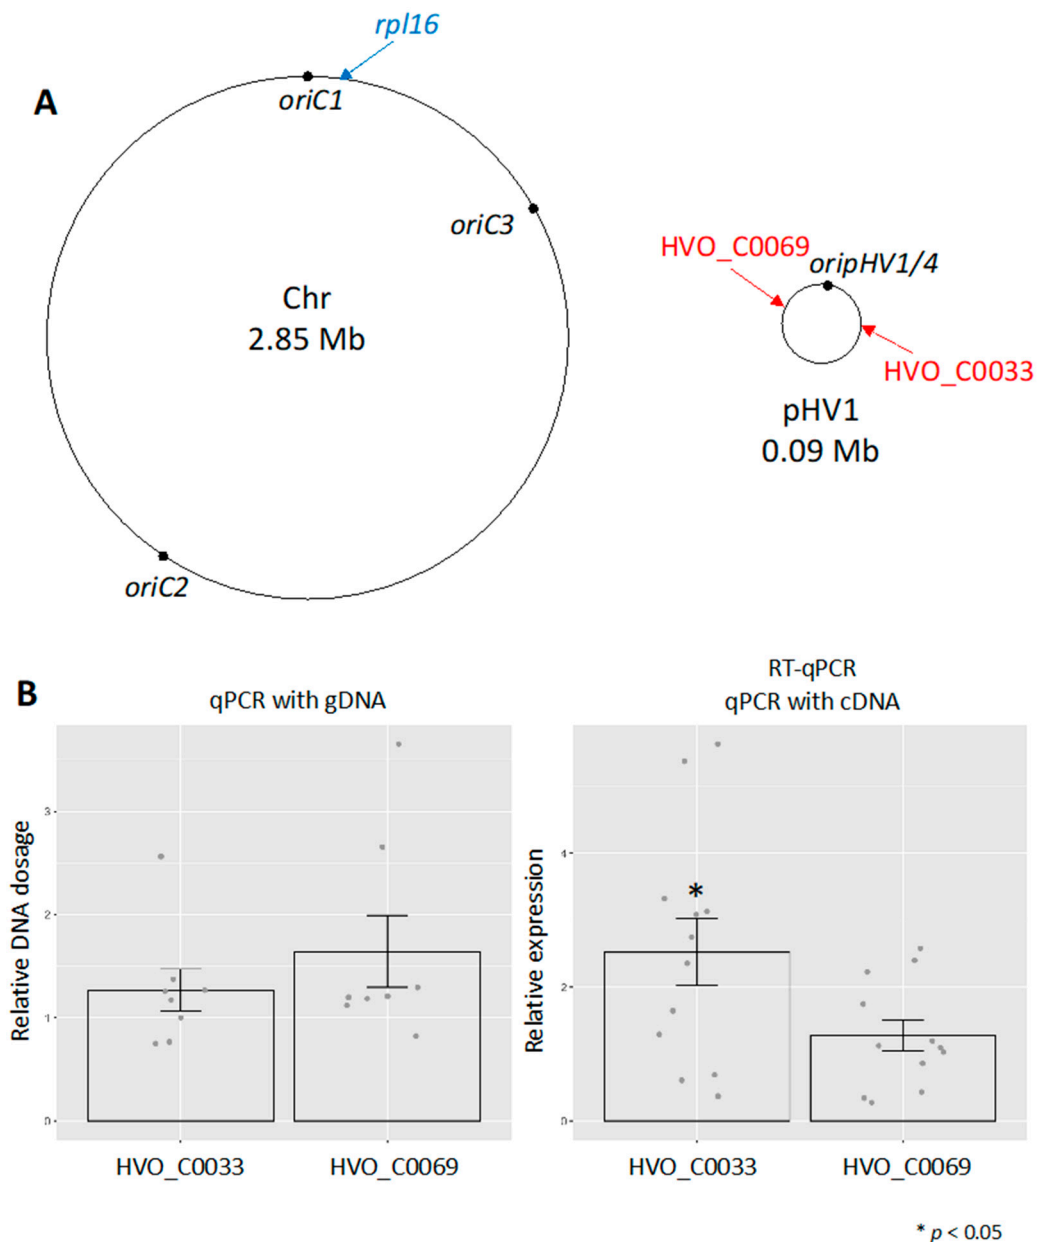 rpl16
A
oriC1
oriC3
HVO_C0069
oripHV1/4
Chr
2.85 Mb
HVO_C0033
pHV1
0.09 Mb
oriC2
B
qPCR with gDNA
RT-qPCR
qPCR with cDNA
Relative DNA dosage
3
2
1
0
HVO_C0033
HVO_C0069
Relative expression
4
2
0
*
HVO_C0033
HVO_C0069
* p < 0.05